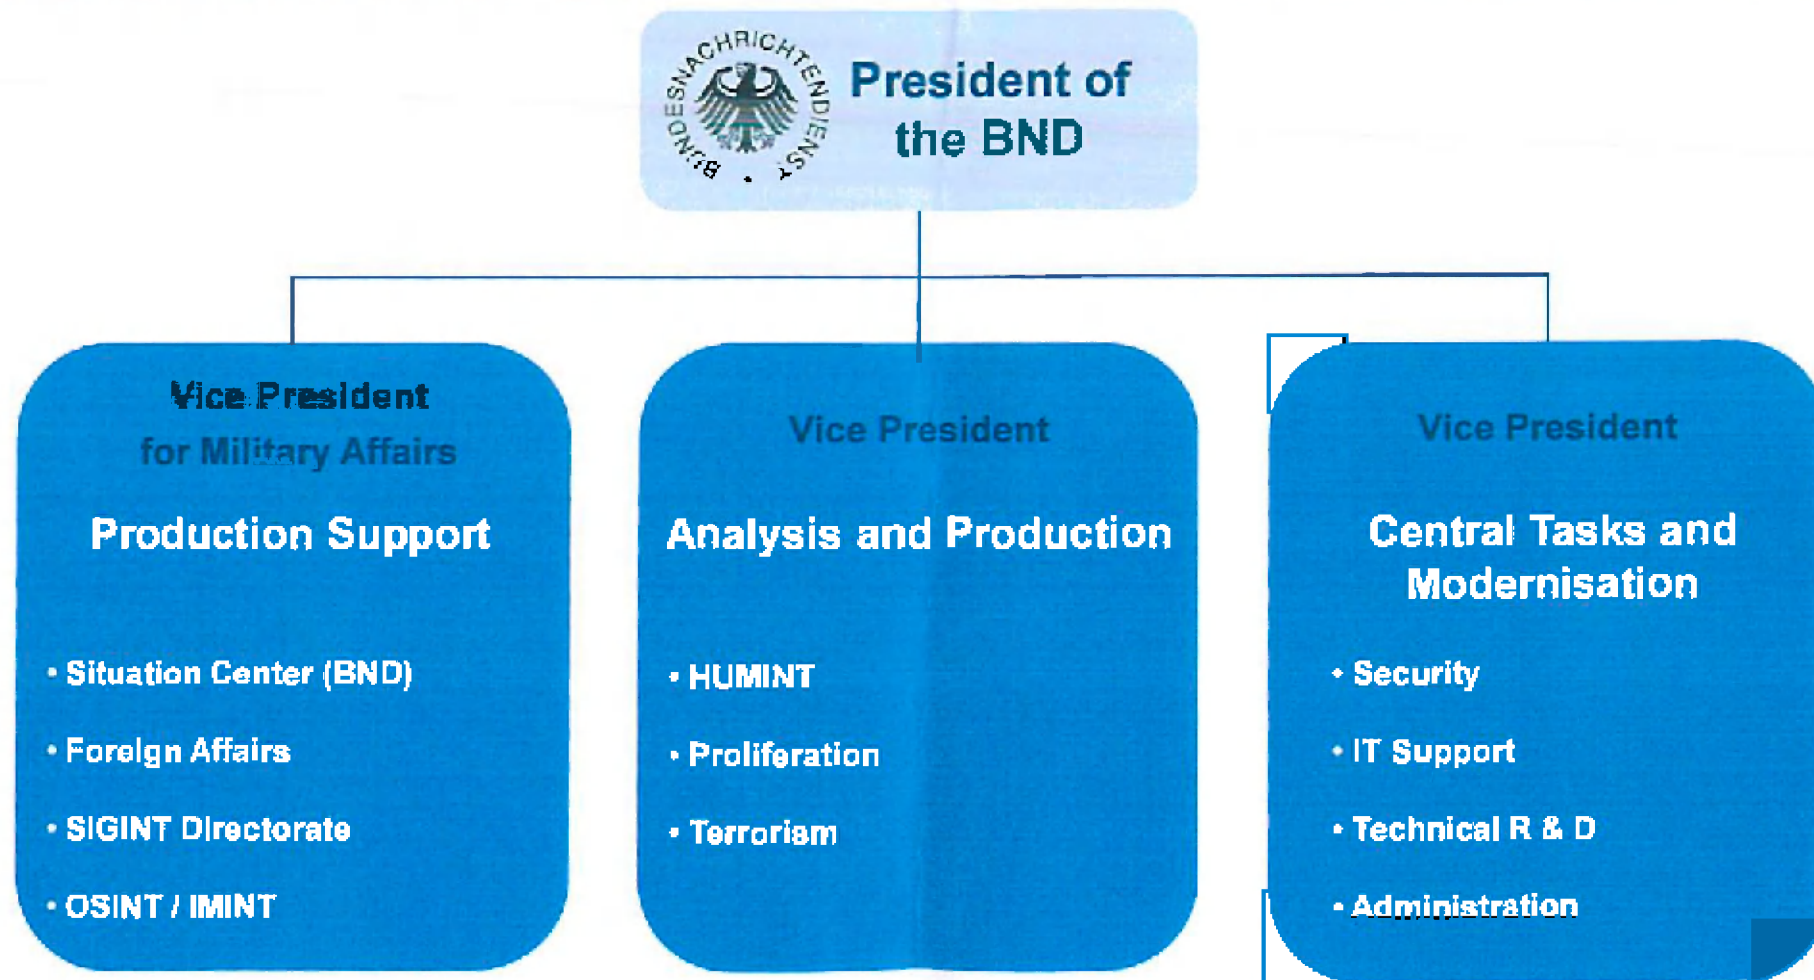 BUNDESNACHRICHTENDIENST •
President of
the BND
Vice President
for Military Affairs
Production Support
• Situation Center (BND)
• Foreign Affairs
• SIGINT Directorate
• OSINT / IMINT
Vice President
Analysis and Production
• HUMINT
• Proliferation
• Terrorism
Vice President
Central Tasks and
Modernisation
• Security
• IT Support
• Technical R & D
• Administration